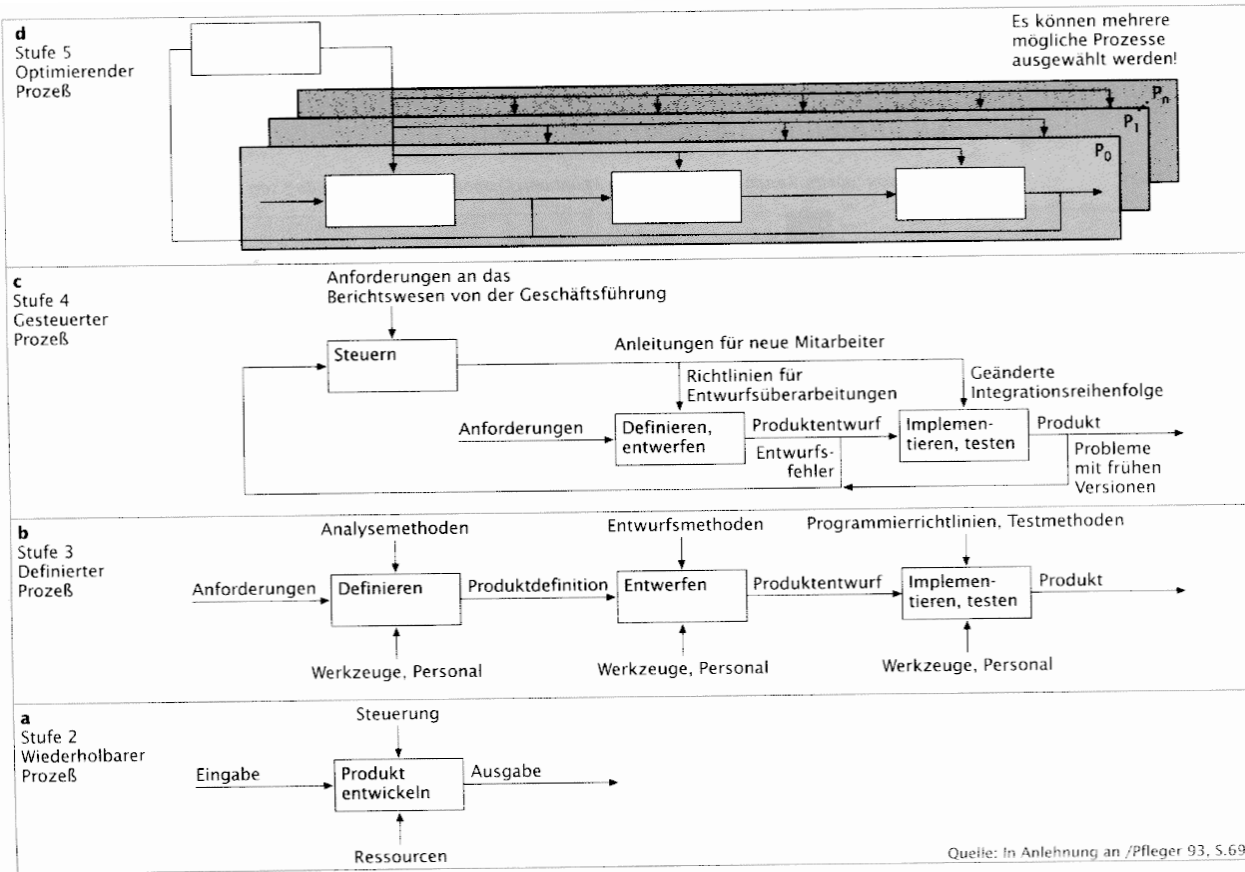 d
Stufe 5
Optimierender
Prozeß
Es können mehrere
mögliche Prozesse
ausgewählt werden!
Pn
P1
P0
c
Stufe 4
Gesteuerter
Prozeß
Anforderungen an das
Berichtswesen von der Geschäftsführung
Steuern
Anleitungen für neue Mitarbeiter
Richtlinien für
Entwurfsüberarbeitungen
Geänderte
Integrationsreihenfolge
Anforderungen
Definieren,
entwerfen
Produktentwurf
Entwurfs-
fehler
Implemen-
tieren, testen
Produkt
Probleme
mit frühen
Versionen
b
Stufe 3
Definierter
Prozeß
Analysemethoden
Entwurfsmethoden
Programmierrichtlinien, Testmethoden
Anforderungen
Definieren
Produktdefinition
Entwerfen
Produktentwurf
Implemen-
tieren, testen
Produkt
Werkzeuge, Personal
Werkzeuge, Personal
Werkzeuge, Personal
a
Stufe 2
Wiederholbarer
Prozeß
Steuerung
Eingabe
Produkt
entwickeln
Ausgabe
Ressourcen
Quelle: In Anlehnung an /Pfleger 93, S.69